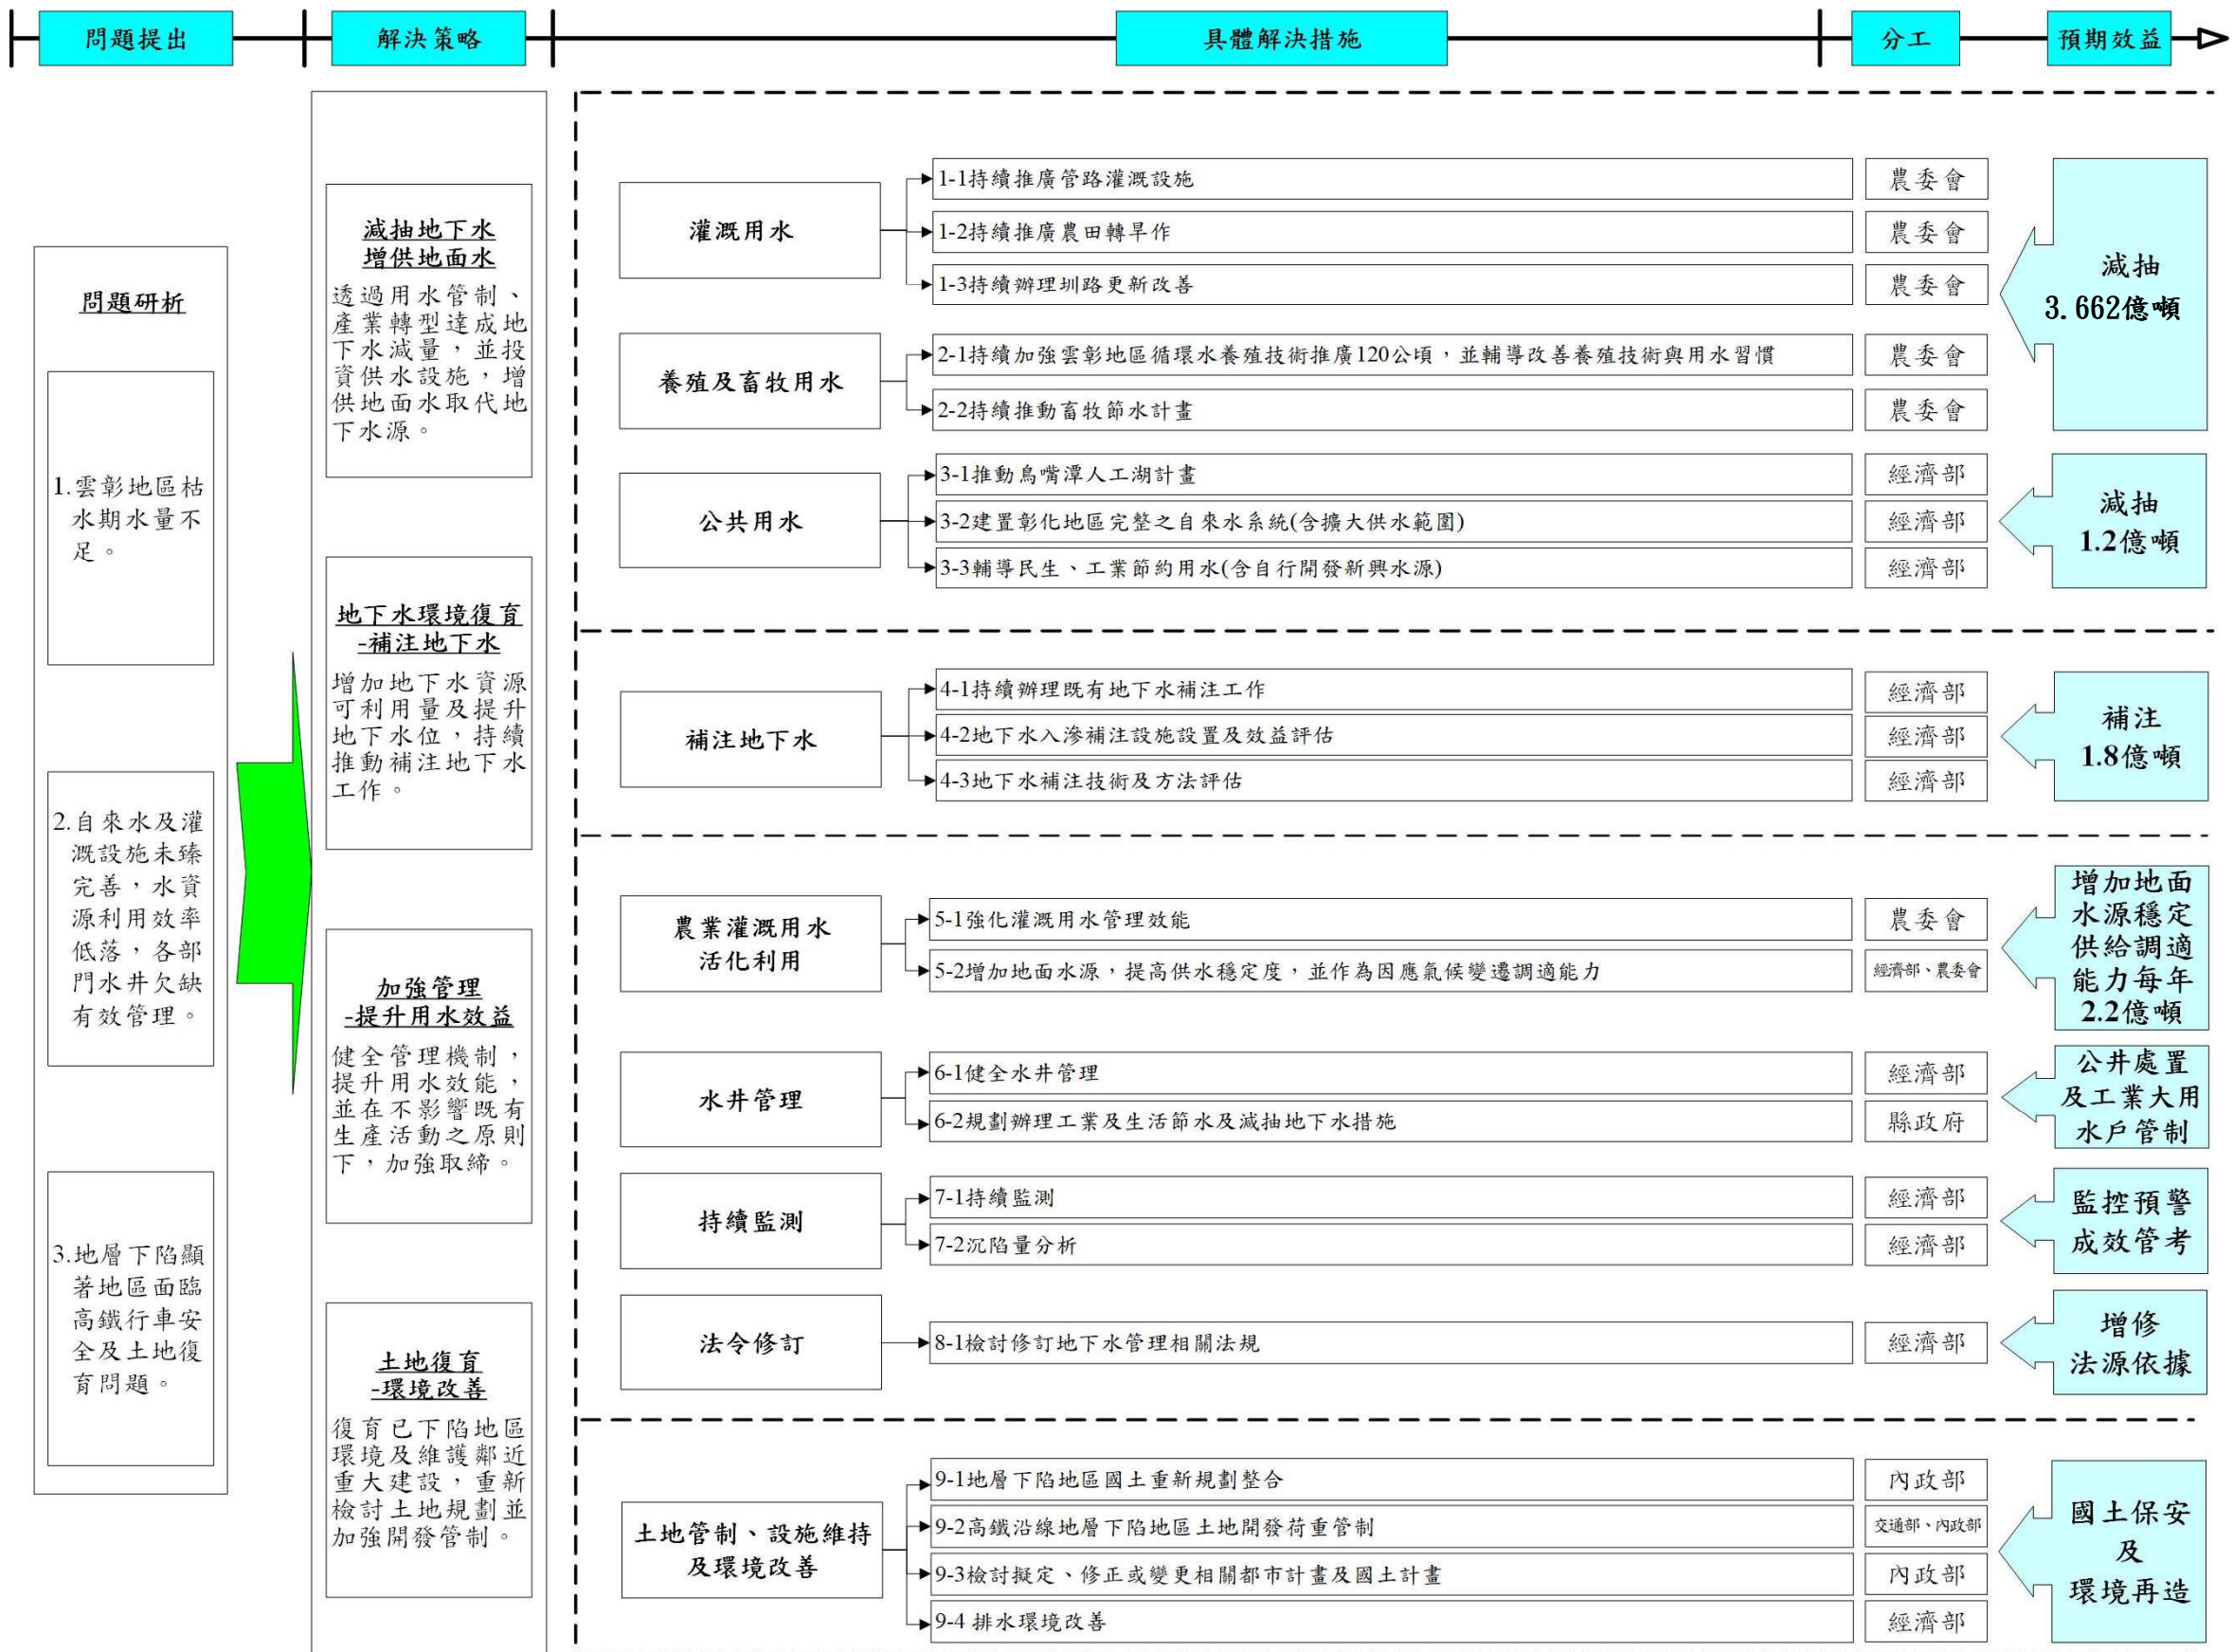 問題提出
解決策略
具體解決措施
分工
預期效益
問題研析
1.雲彰地區枯
水期水量不
足。
2.自來水及灌
溉設施未臻
完善，水資
源利用效率
低落，各部
門水井欠缺
有效管理。
3.地層下陷顯
著地區面臨
高鐵行車安
全及土地復
育問題。
減抽地下水
增供地面水
透過用水管制、
產業轉型達成地
下水減量，並投
資供水設施，增
供地面水取代地
下水源。
地下水環境復育
-補注地下水
增加地下水資源
可利用量及提升
地下水位，持續
推動補注地下水
工作。
加強管理
-提升用水效益
健全管理機制，
提升用水效能，
並在不影響既有
生產活動之原則
下，加強取締。
土地復育
-環境改善
復育已下陷地區
環境及維護鄰近
重大建設，重新
檢討土地規劃並
加強開發管制。
灌溉用水
1-1持續推廣管路灌溉設施
農委會
1-2持續推廣農田轉旱作
農委會
1-3持續辦理圳路更新改善
農委會
養殖及畜牧用水
2-1持續加強雲彰地區循環水養殖技術推廣120公頃，並輔導改善養殖技術與用水習慣
農委會
2-2持續推動畜牧節水計畫
農委會
減抽
3.662億噸
公共用水
3-1推動鳥嘴潭人工湖計畫
經濟部
3-2建置彰化地區完整之自來水系統(含擴大供水範圍)
經濟部
3-3輔導民生、工業節約用水(含自行開發新興水源)
經濟部
減抽
1.2億噸
補注地下水
4-1持續辦理既有地下水補注工作
經濟部
4-2地下水入滲補注設施設置及效益評估
經濟部
4-3地下水補注技術及方法評估
經濟部
補注
1.8億噸
農業灌溉用水
活化利用
5-1強化灌溉用水管理效能
農委會
5-2增加地面水源，提高供水穩定度，並作為因應氣候變遷調適能力
經濟部、農委會
增加地面
水源穩定
供給調適
能力每年
2.2億噸
水井管理
6-1健全水井管理
經濟部
6-2規劃辦理工業及生活節水及減抽地下水措施
縣政府
公井處置
及工業大用
水戶管制
持續監測
7-1持續監測
經濟部
7-2沉陷量分析
經濟部
監控預警
成效管考
法令修訂
8-1檢討修訂地下水管理相關法規
經濟部
增修
法源依據
土地管制、設施維持
及環境改善
9-1地層下陷地區國土重新規劃整合
內政部
9-2高鐵沿線地層下陷地區土地開發荷重管制
交通部、內政部
9-3檢討擬定、修正或變更相關都市計畫及國土計畫
內政部
9-4 排水環境改善
經濟部
國土保安
及
環境再造